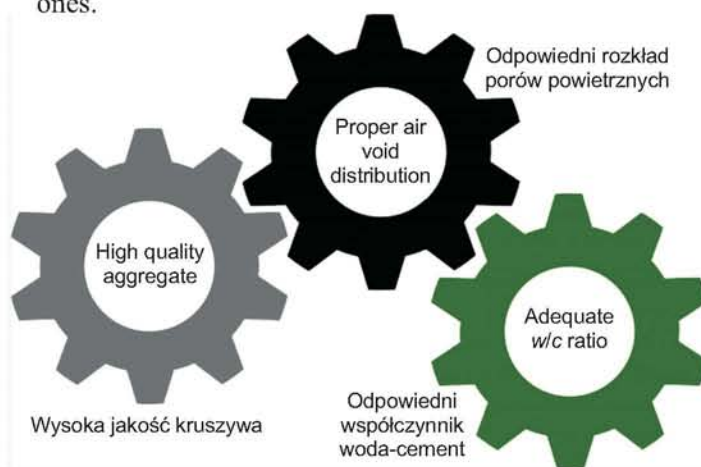 ones.
Odpowiedni rozkład
porów powietrznych
Proper air
void
distribution
High quality
aggregate
Adequate
w/c ratio
Wysoka jakość kruszywa
Odpowiedni
współczynnik
woda-cement